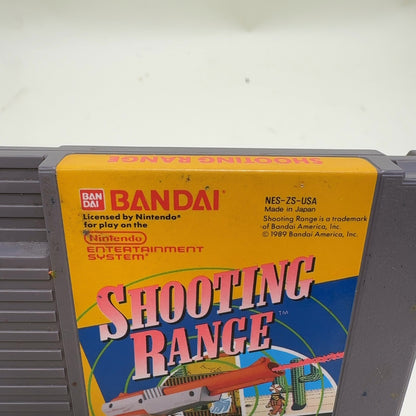 SHOOTING RANGE
BAN
DAI
BANDAI
Licensed by Nintendo®
for play on the
Nintendo
ENTERTAINMENT
SYSTEM®
NES-ZS-USA
Made in Japan
Shooting Range is a trademark
of Bandai America, Inc.
© 1989 Bandai America, Inc.
SHOOTING
RANGE™